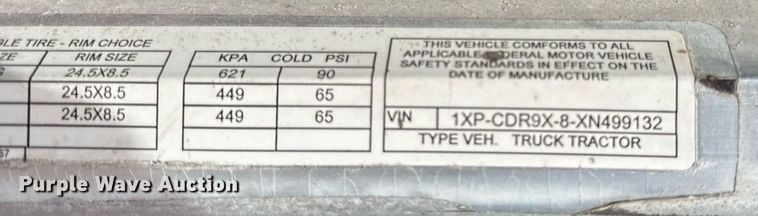 BLE TIRE - RIM CHOICE
ZE RIM SIZE
24.5X8.5
24.5X8.5
24.5X8.5
KPA COLD PSI
621 90
449 65
449 65
THIS VEHICLE COMFORMS TO ALL
APPLICABLE FEDERAL MOTOR VEHICLE
SAFETY STANDARDS IN EFFECT ON THE
DATE OF MANUFACTURE
VIN 1XP-CDR9X-8-XN499132
TYPE VEH. TRUCK TRACTOR
67
Purple Wave Auction